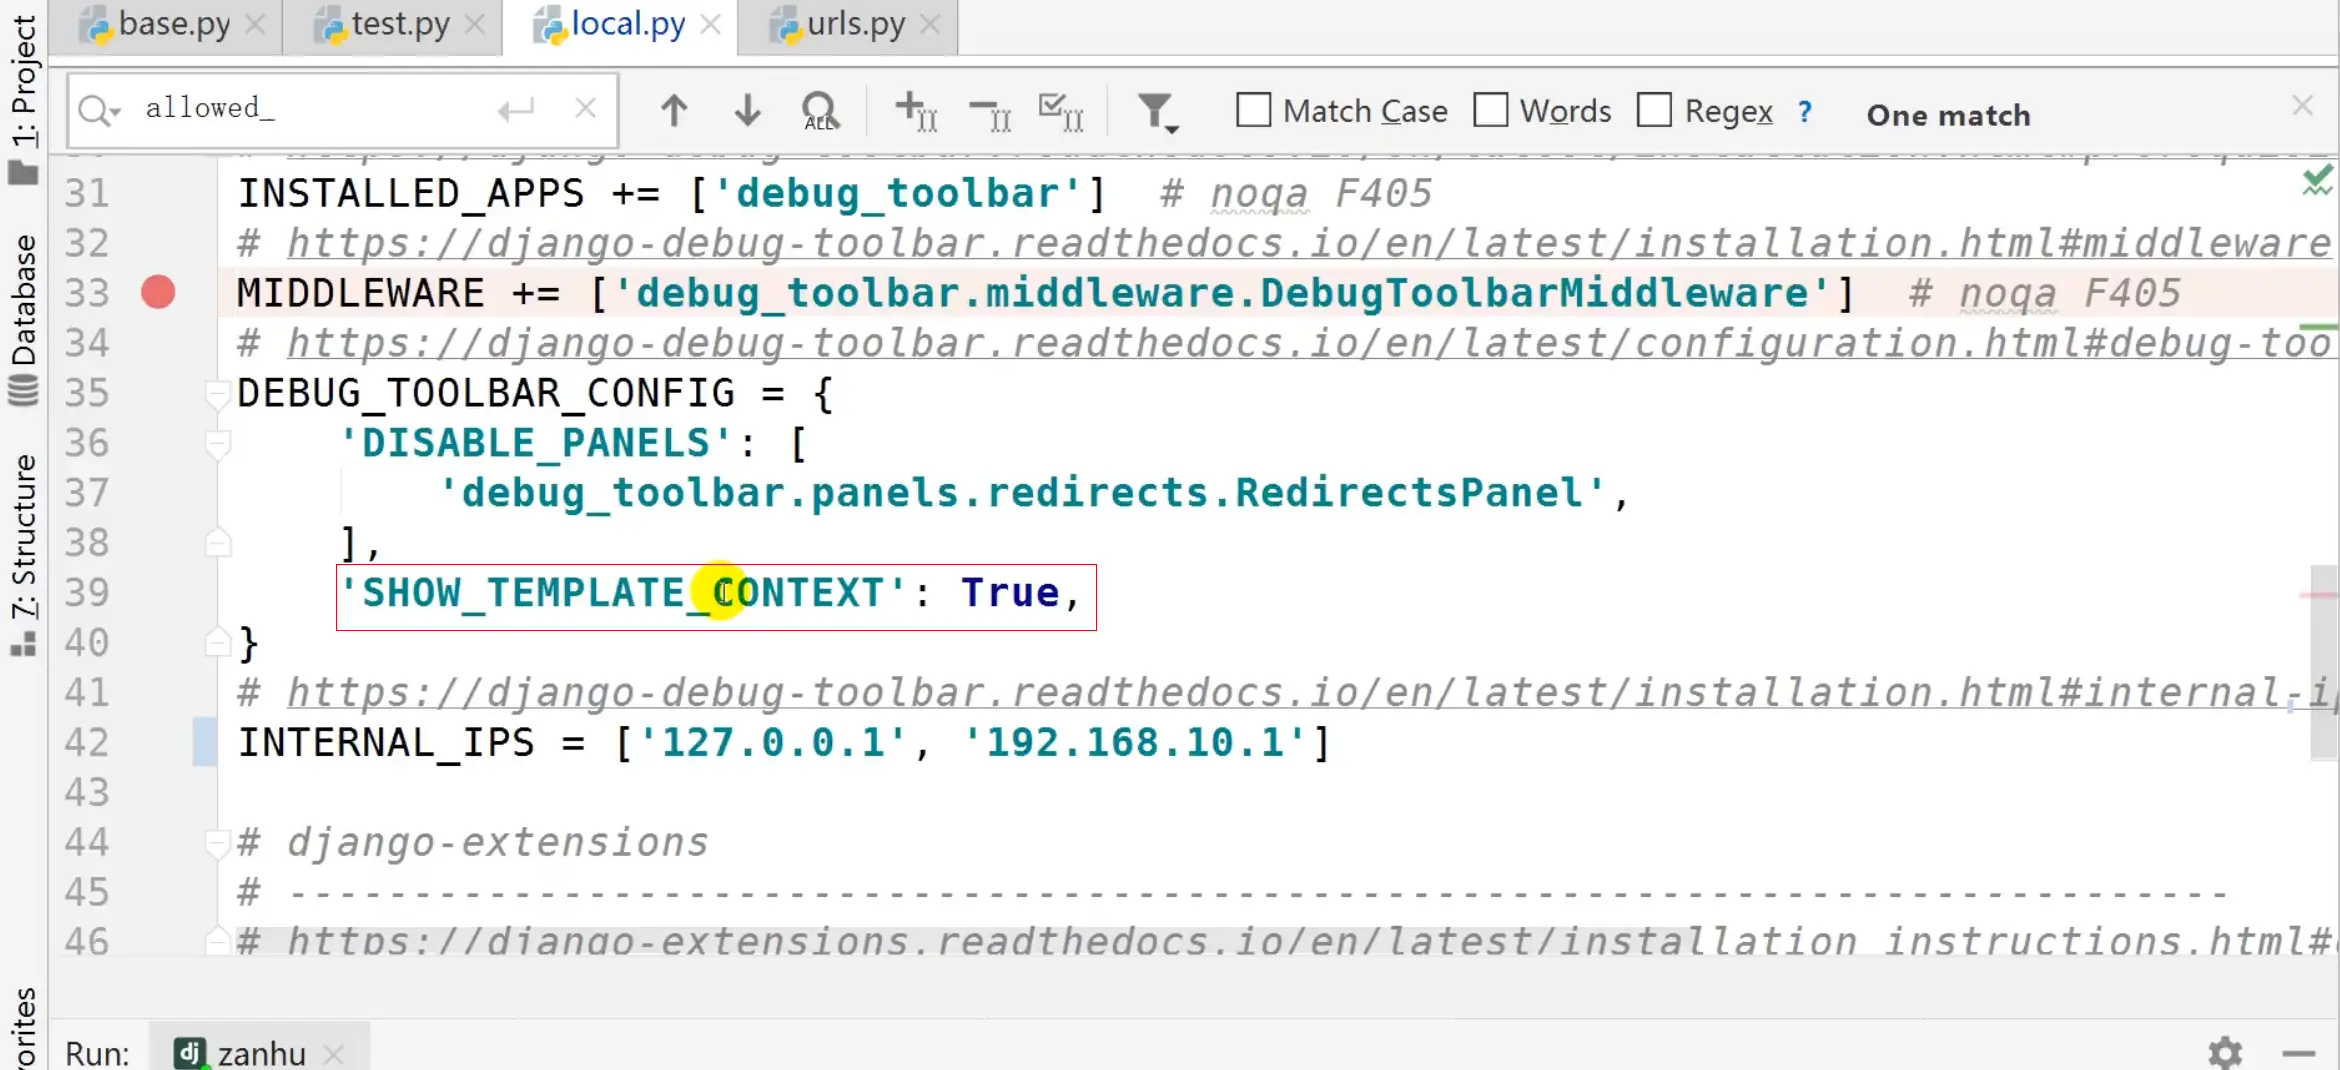 base.py
test.py
local.py
urls.py
1: Project
allowed_
ALL
Match Case
Words
Regex
?
One match
31 INSTALLED_APPS += ['debug_toolbar']  # noqa F405
32 # https://django-debug-toolbar.readthedocs.io/en/latest/installation.html#middleware
33 MIDDLEWARE += ['debug_toolbar.middleware.DebugToolbarMiddleware']  # noqa F405
34 # https://django-debug-toolbar.readthedocs.io/en/latest/configuration.html#debug-too
35 DEBUG_TOOLBAR_CONFIG = {
36 'DISABLE_PANELS': [
37 'debug_toolbar.panels.redirects.RedirectsPanel',
38 ],
39 'SHOW_TEMPLATE_CONTEXT': True,
40 }
41 # https://django-debug-toolbar.readthedocs.io/en/latest/installation.html#internal-i
42 INTERNAL_IPS = ['127.0.0.1', '192.168.10.1']
43
44 # django-extensions
45 # ------------------------------------------------------------------------------
46 # https://django-extensions.readthedocs.io/en/latest/installation_instructions.html#
Database
7: Structure
vorites
Run:
dj
zanhu